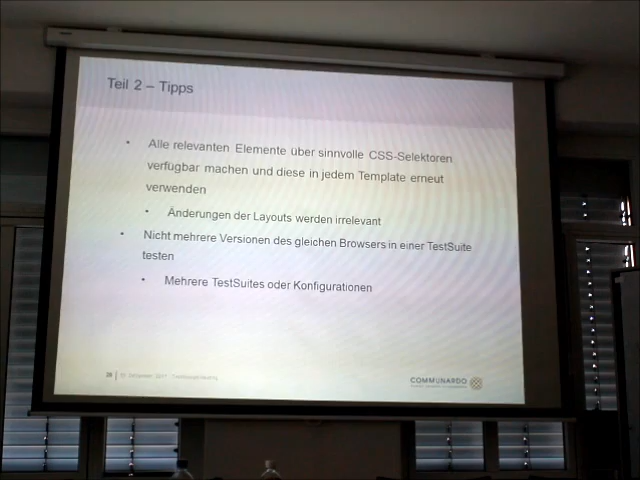 Teil 2 – Tipps
• Alle relevanten Elemente über sinnvolle CSS-Selektoren
verfügbar machen und diese in jedem Template erneut
verwenden
• Änderungen der Layouts werden irrelevant
• Nicht mehrere Versionen des gleichen Browsers in einer TestSuite
testen
• Mehrere TestSuites oder Konfigurationen
COMMUNARDO